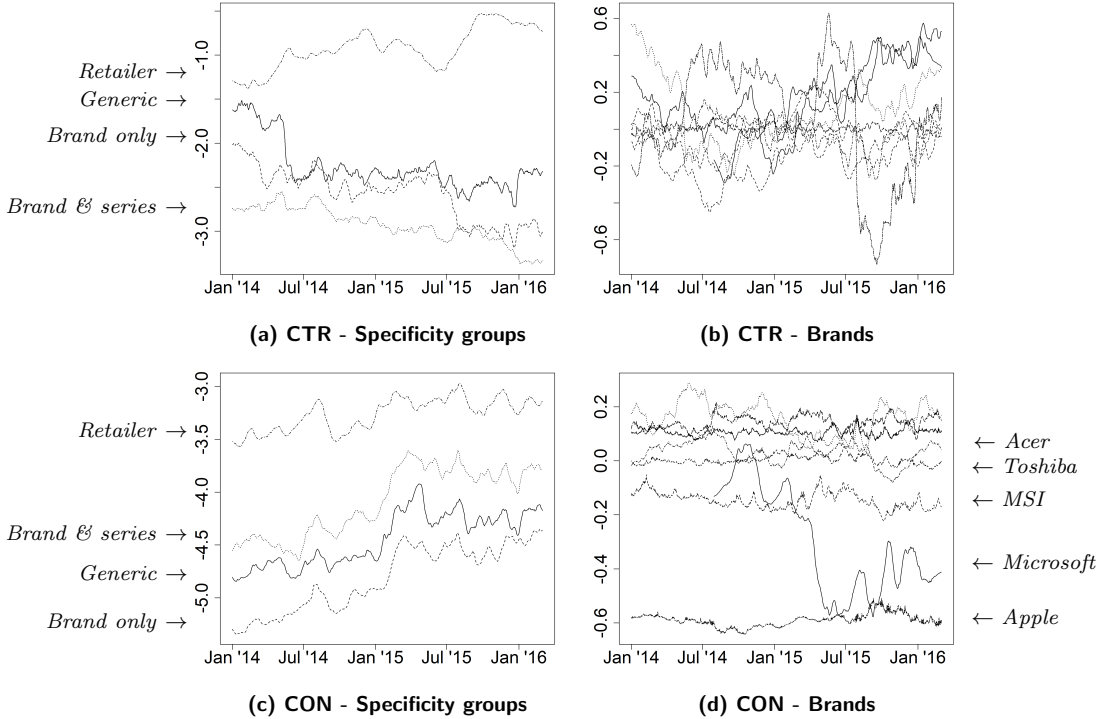 -1.0
-2.0
-3.0
Retailer →
Generic →
Brand only →
Brand & series →
Jan '14 Jul '14 Jan '15 Jul '15 Jan '16
(a) CTR - Specificity groups
0.6
0.2
-0.2
-0.6
Jan '14 Jul '14 Jan '15 Jul '15 Jan '16
(b) CTR - Brands
-3.0
-3.5
-4.0
-4.5
-5.0
Retailer →
Brand & series →
Generic →
Brand only →
Jan '14 Jul '14 Jan '15 Jul '15 Jan '16
(c) CON - Specificity groups
0.2
0.0
-0.2
-0.4
-0.6
← Acer
← Toshiba
← MSI
← Microsoft
← Apple
Jan '14 Jul '14 Jan '15 Jul '15 Jan '16
(d) CON - Brands